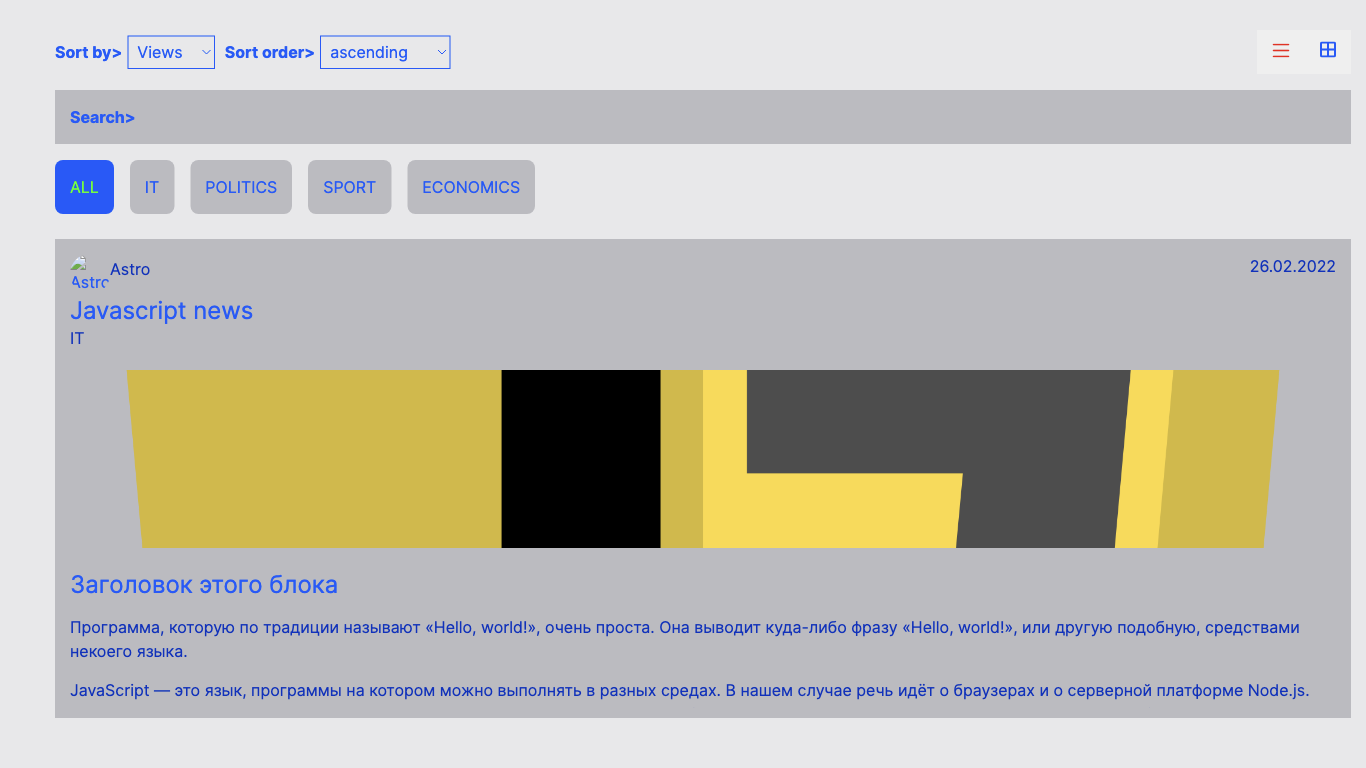 Sort by> Views Sort order> ascending
Search>
ALL IT POLITICS SPORT ECONOMICS
Astro Astro 26.02.2022
Javascript news
IT
Заголовок этого блока
Программа, которую по традиции называют «Hello, world!», очень проста. Она выводит куда-либо фразу «Hello, world!», или другую подобную, средствами
некоего языка.
JavaScript — это язык, программы на котором можно выполнять в разных средах. В нашем случае речь идёт о браузерах и о серверной платформе Node.js.